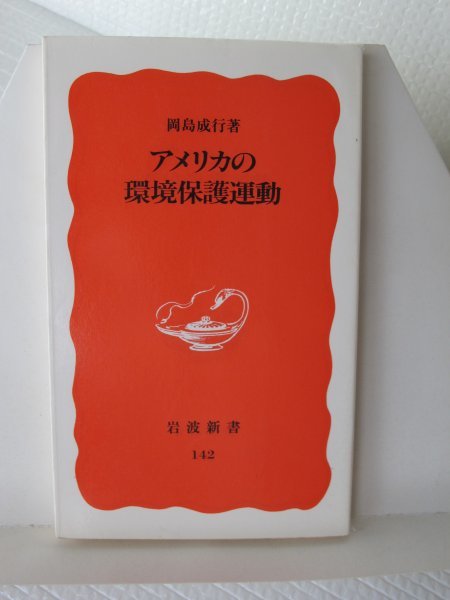 岡島成行著
アメリカの
環境保護運動
岩波新書
142